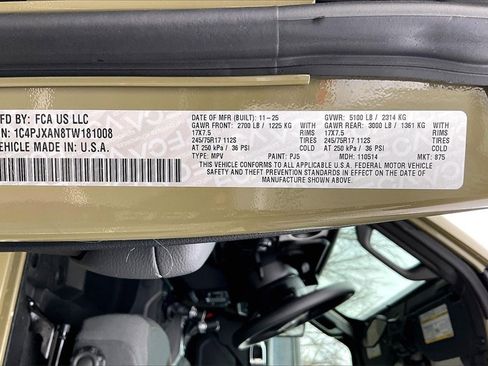 MFD BY: FCA US LLC
IN: 1C4PJXAN8TW181008
VEHICLE MADE IN: U.S.A.
DATE OF MFR (BUILT): 11-25 GVWR: 5100 LB / 2314 KG
GAWR FRONT: 2700 LB / 1225 KG GAWR REAR: 3000 LB / 1361 KG
17X7.5 WITH RIMS TIRES 17X7.5 WITH RIMS TIRES
245/75R17 112S 245/75R17 112S
AT 250 kPa / 36 PSI AT 250 kPa / 36 PSI
THIS VEHICLE CONFORMS TO ALL APPLICABLE U.S.A. FEDERAL MOTOR VEHICLE
SAFETY AND THEFT PREVENTION STANDARDS IN EFFECT ON THE DATE OF
MANUFACTURE SHOWN ABOVE.
TYPE: MPV PAINT: PJ5 MDH: 110514 MKT: 875